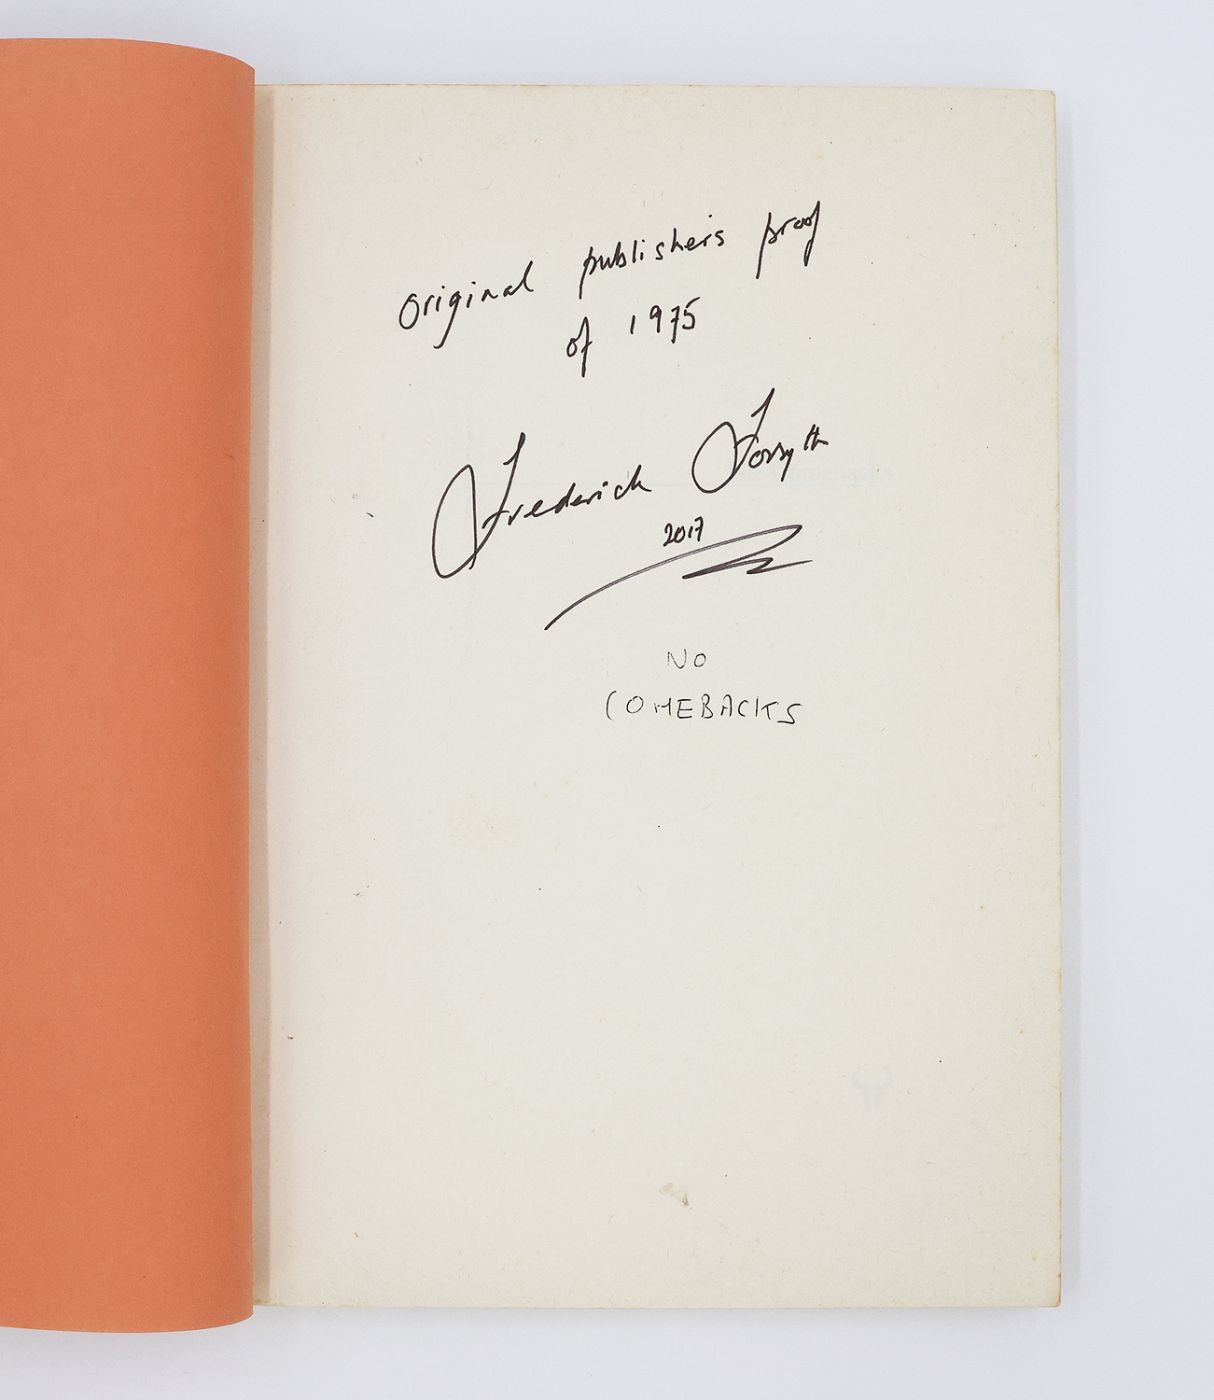 Original publishers proof
of 1975
Frederick Forsyth
2017
NO
COMEBACKS